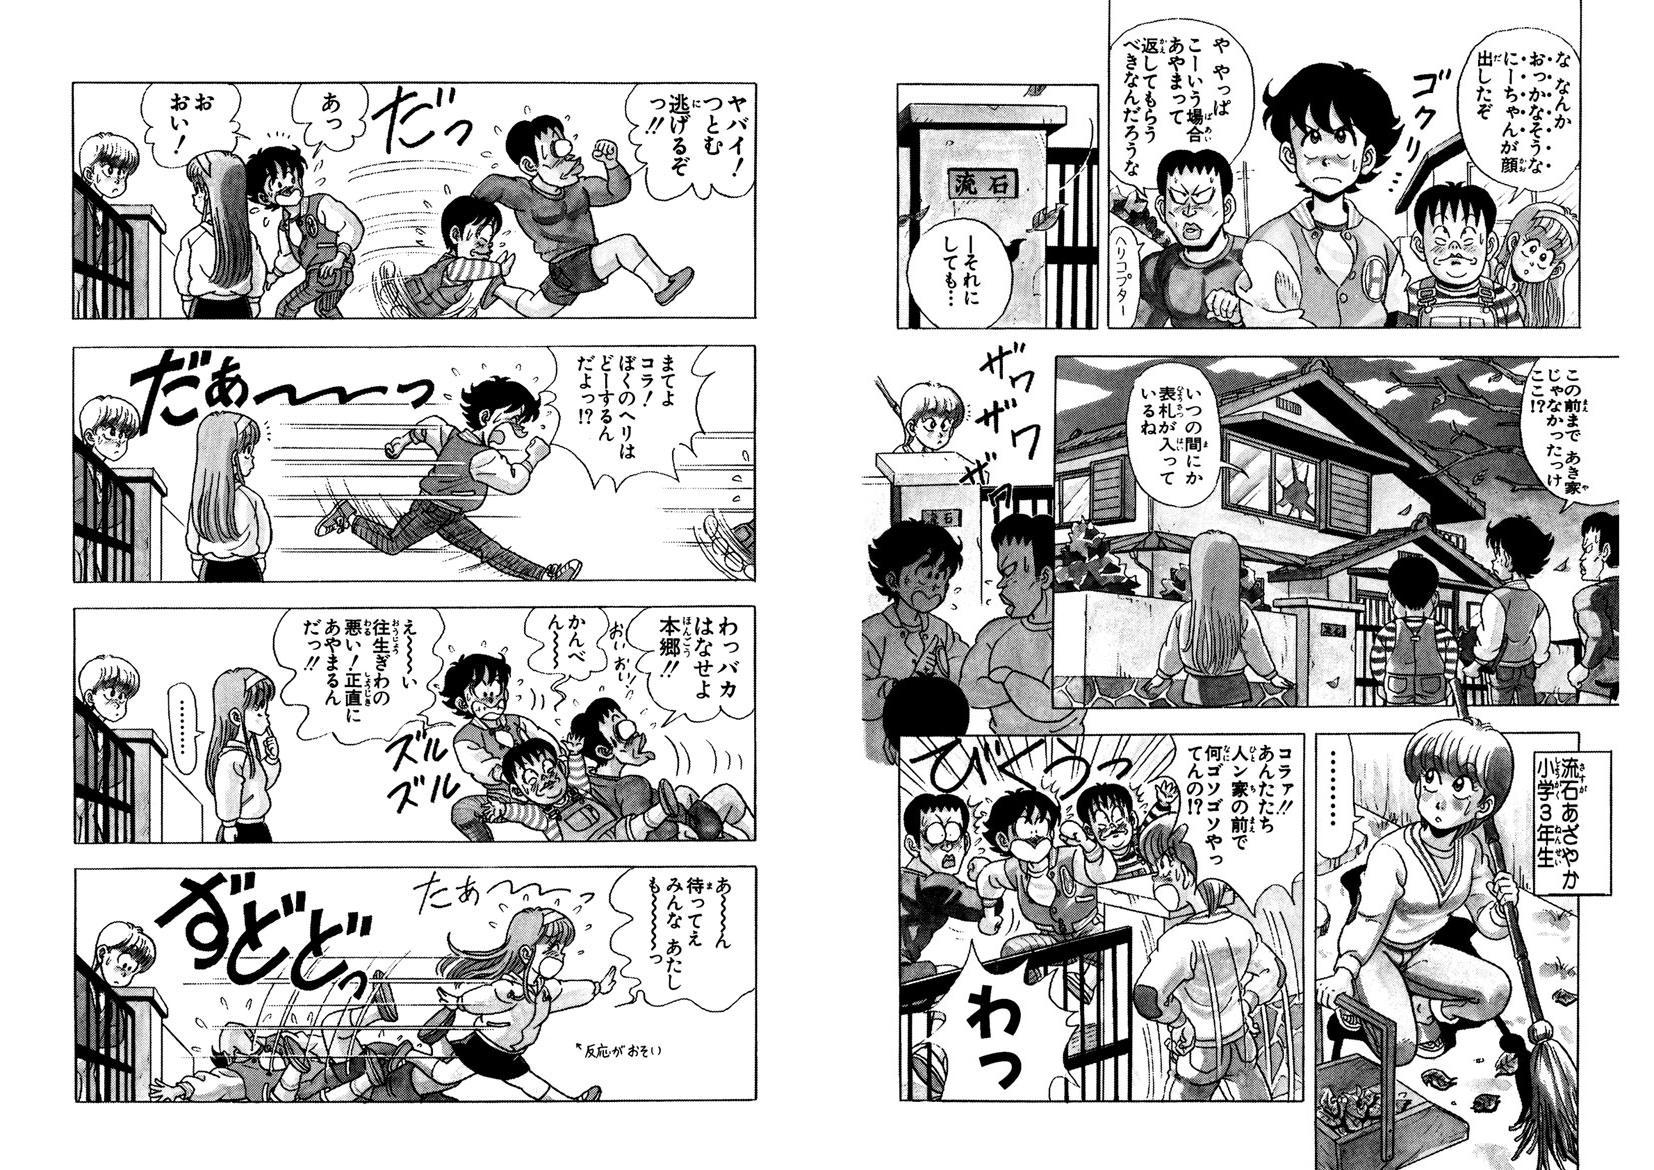 な なんか
おっかなそうな
にーちゃんが顔
出したぞ
ゴクリ…
や やっぱ
こーいう場合
あやまって
返してもらう
べきなんだろうな
ヘリコプター
流石
ーそれに
しても…
この前まで あき家
じゃなかったっけ
ここ!?
いつの間にか
表札が入って
いるね
流石
ザワ
ザワ
ザワ
ザワ
流石
流石あざやか
小学3年生
………
コラァ!!
あんたたち
人ン家の前で
何ゴソゴソやっ
てんの!?
びくうっ
わっ
ヤバイ!
つとむ
逃げるぞ
っ!!
だっ
あっ
お
おい!
まてよ
コラ!
ぼくのヘリは
どーするん
だよっ!?
だぁ~~~っ
わっバカ
はなせよ
本郷!!
おいおい!!
かんべ
ん~~
ズル
ズル
え~~~い
往生ぎわの
悪い!正直に
あやまるん
だっ!!
………
あ~~~ん
待ってえ
みんな あたし
も~~~~っ
たぁ~~~
ずどどどっ
反応がおそい